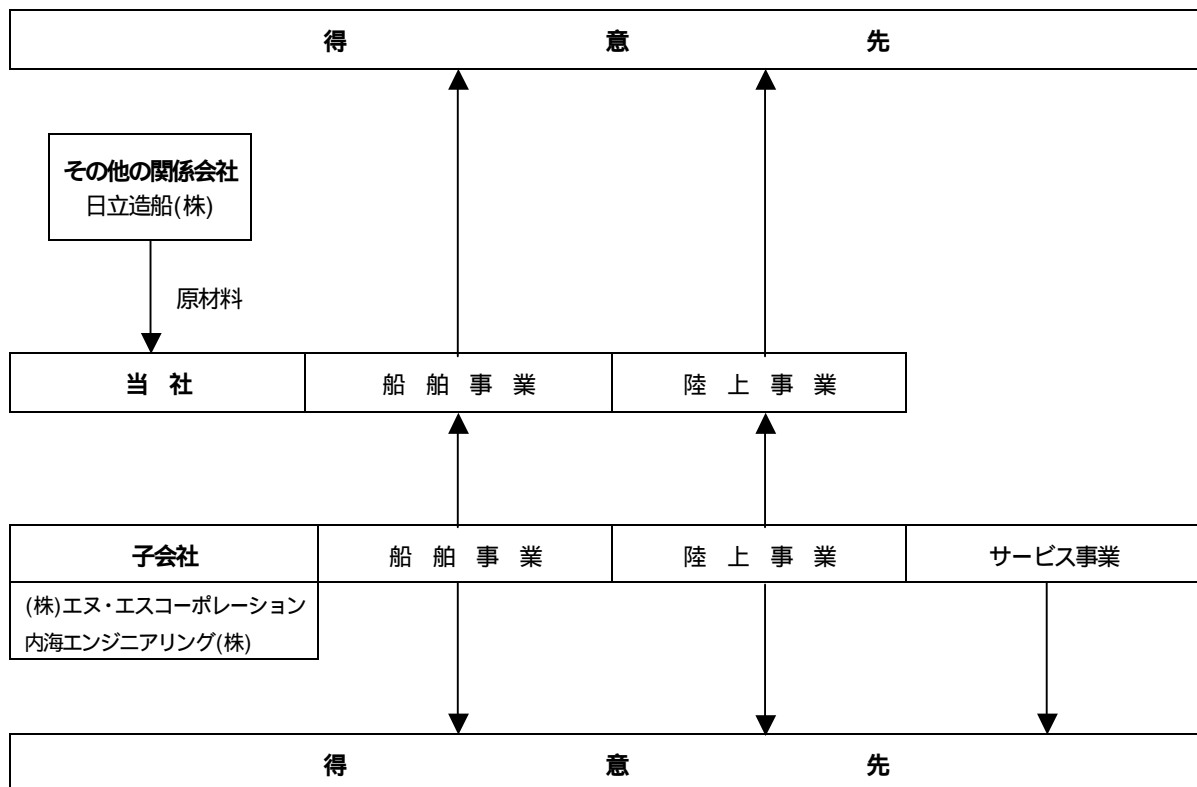 得意先
その他の関係会社
日立造船(株)
原材料
当社 船舶事業 陸上事業
子会社 船舶事業 陸上事業 サービス事業
(株)エヌ・エスコーポレーション
内海エンジニアリング(株)
得意先